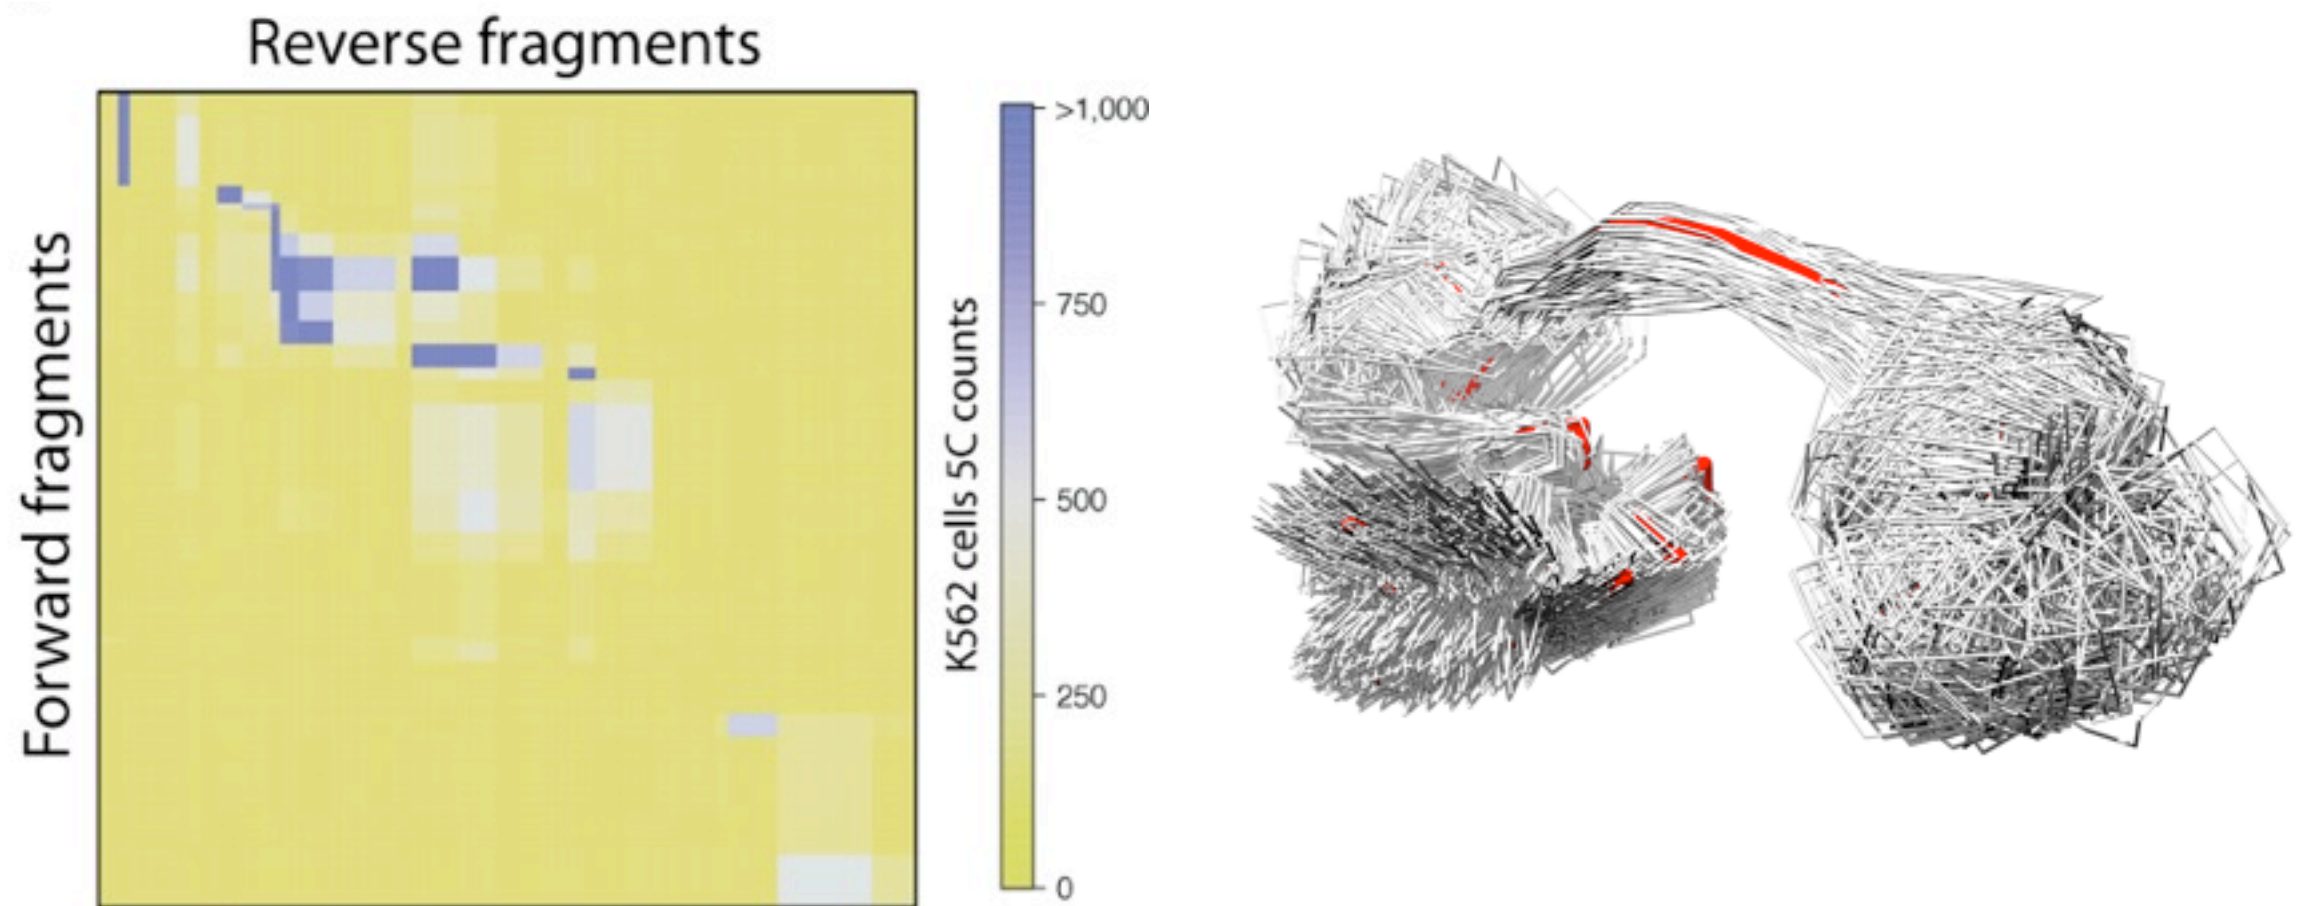 Reverse fragments
Forward fragments
K562 cells 5C counts
>1,000
750
500
250
0